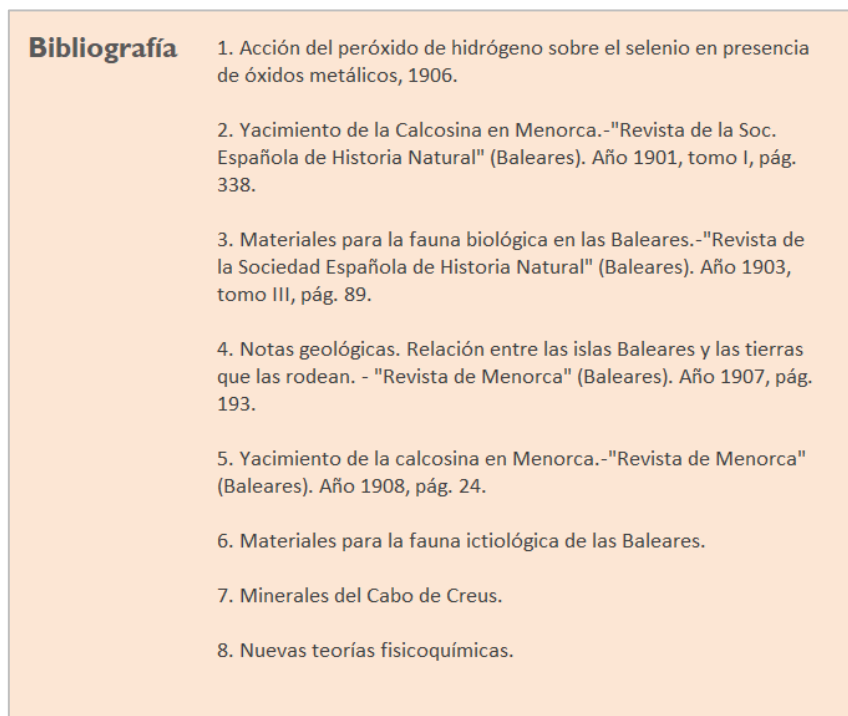 Bibliografía
1. Acción del peróxido de hidrógeno sobre el selenio en presencia
de óxidos metálicos, 1906.
2. Yacimiento de la Calcosina en Menorca.-"Revista de la Soc.
Española de Historia Natural" (Baleares). Año 1901, tomo I, pág.
338.
3. Materiales para la fauna biológica en las Baleares.-"Revista de
la Sociedad Española de Historia Natural" (Baleares). Año 1903,
tomo III, pág. 89.
4. Notas geológicas. Relación entre las islas Baleares y las tierras
que las rodean. - "Revista de Menorca" (Baleares). Año 1907, pág.
193.
5. Yacimiento de la calcosina en Menorca.-"Revista de Menorca"
(Baleares). Año 1908, pág. 24.
6. Materiales para la fauna ictiológica de las Baleares.
7. Minerales del Cabo de Creus.
8. Nuevas teorías fisicoquímicas.